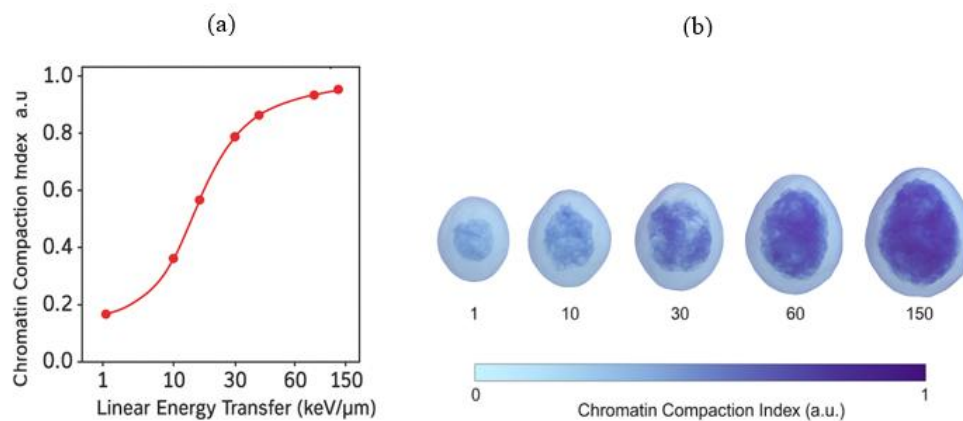 (a)
(b)
Chromatin Compaction Index a.u
1.0
0.8
0.6
0.4
0.2
0.0
1 10 30 60 150
Linear Energy Transfer (keV/μm)
1 10 30 60 150
0 1
Chromatin Compaction Index (a.u.)